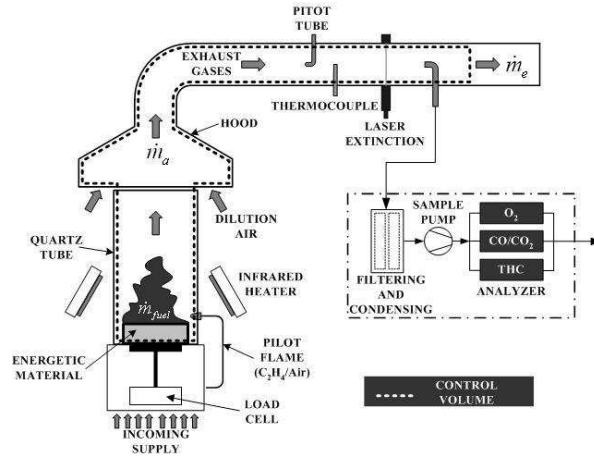 PITOT
TUBE
EXHAUST
GASES
ṁe
THERMOCOUPLE
HOOD
LASER
EXTINCTION
ṁa
DILUTION
AIR
SAMPLE
PUMP
O2
CO/CO2
THC
ANALYZER
FILTERING
AND
CONDENSING
QUARTZ
TUBE
INFRARED
HEATER
ṁfuel
ENERGETIC
MATERIAL
PILOT
FLAME
(C2H4/Air)
LOAD
CELL
INCOMING
SUPPLY
CONTROL
VOLUME